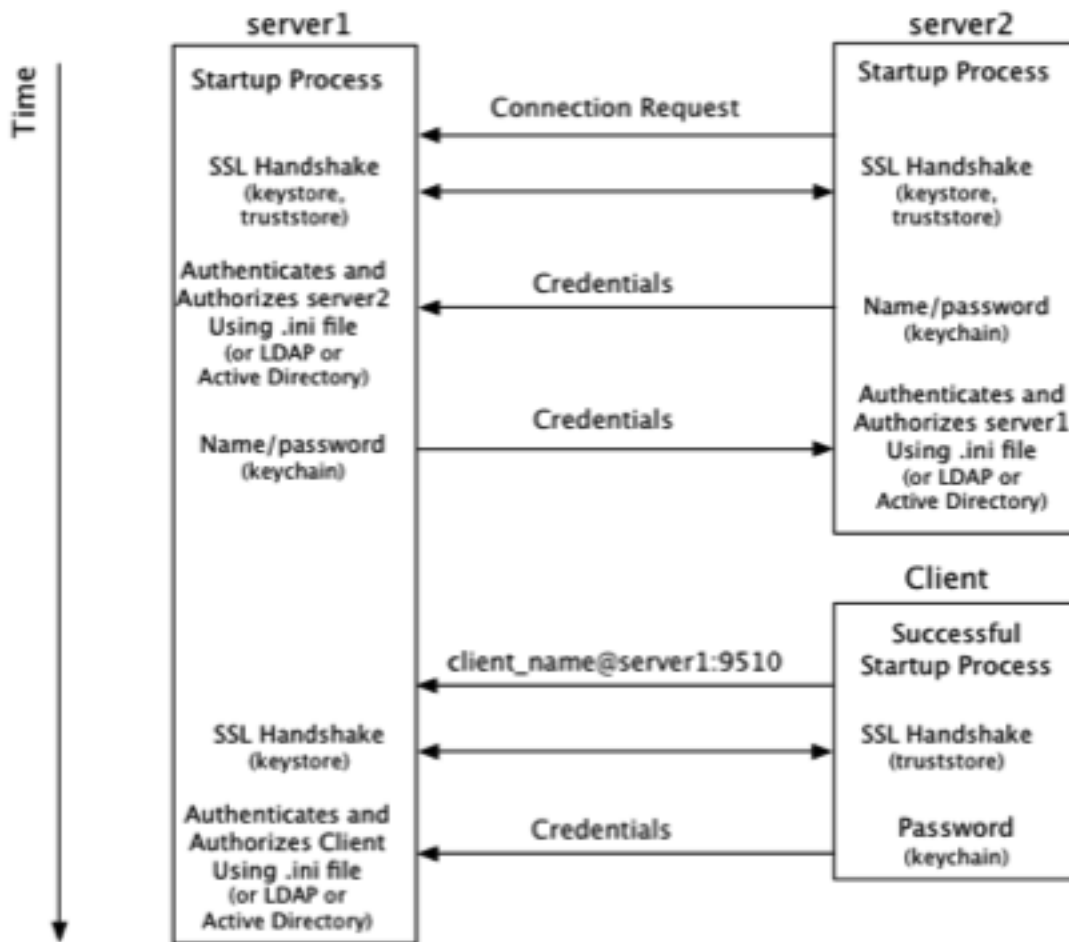 server1
server2
Time
Startup Process
Startup Process
Connection Request
SSL Handshake
(keystore,
truststore)
SSL Handshake
(keystore,
truststore)
Authenticates and
Authorizes server2
Using .ini file
(or LDAP or
Active Directory)
Credentials
Name/password
(keychain)
Name/password
(keychain)
Credentials
Authenticates and
Authorizes server1
Using .ini file
(or LDAP or
Active Directory)
Client
Successful
Startup Process
client_name@server1:9510
SSL Handshake
(keystore)
SSL Handshake
(truststore)
Authenticates and
Authorizes Client
Using .ini file
(or LDAP or
Active Directory)
Credentials
Password
(keychain)